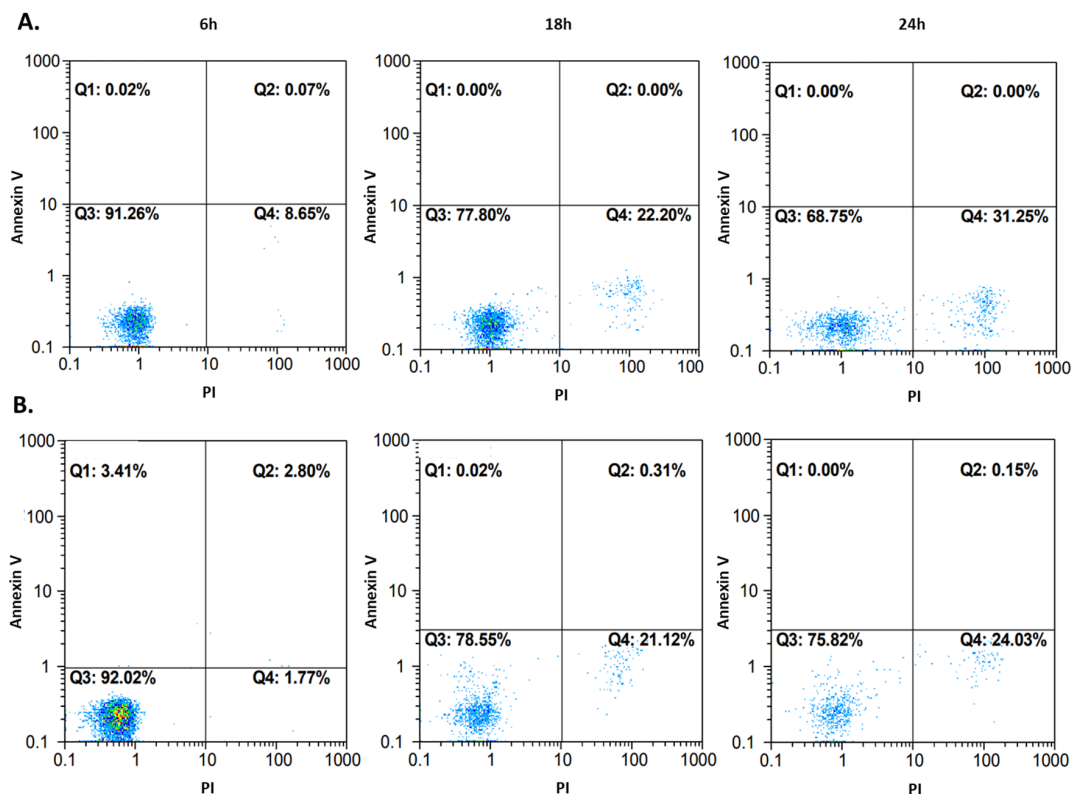 A.
6h
18h
24h
1000
Q1: 0.02%
Q2: 0.07%
100
Annexin V
10
Q3: 91.26%
Q4: 8.65%
1
0.1
0.1
1
10
100
1000
PI
1000
Q1: 0.00%
Q2: 0.00%
100
Annexin V
10
Q3: 77.80%
Q4: 22.20%
1
0.1
0.1
1
10
100
100
PI
1000
Q1: 0.00%
Q2: 0.00%
100
Annexin V
10
Q3: 68.75%
Q4: 31.25%
1
0.1
0.1
1
10
100
1000
PI
B.
1000
Q1: 3.41%
Q2: 2.80%
100
Annexin V
10
1
Q3: 92.02%
Q4: 1.77%
0.1
0.1
1
10
100
1000
PI
1000
Q1: 0.02%
Q2: 0.31%
100
Annexin V
10
Q3: 78.55%
Q4: 21.12%
1
0.1
0.1
1
10
100
1000
PI
1000
Q1: 0.00%
Q2: 0.15%
100
Annexin V
10
Q3: 75.82%
Q4: 24.03%
1
0.1
0.1
1
10
100
1000
PI